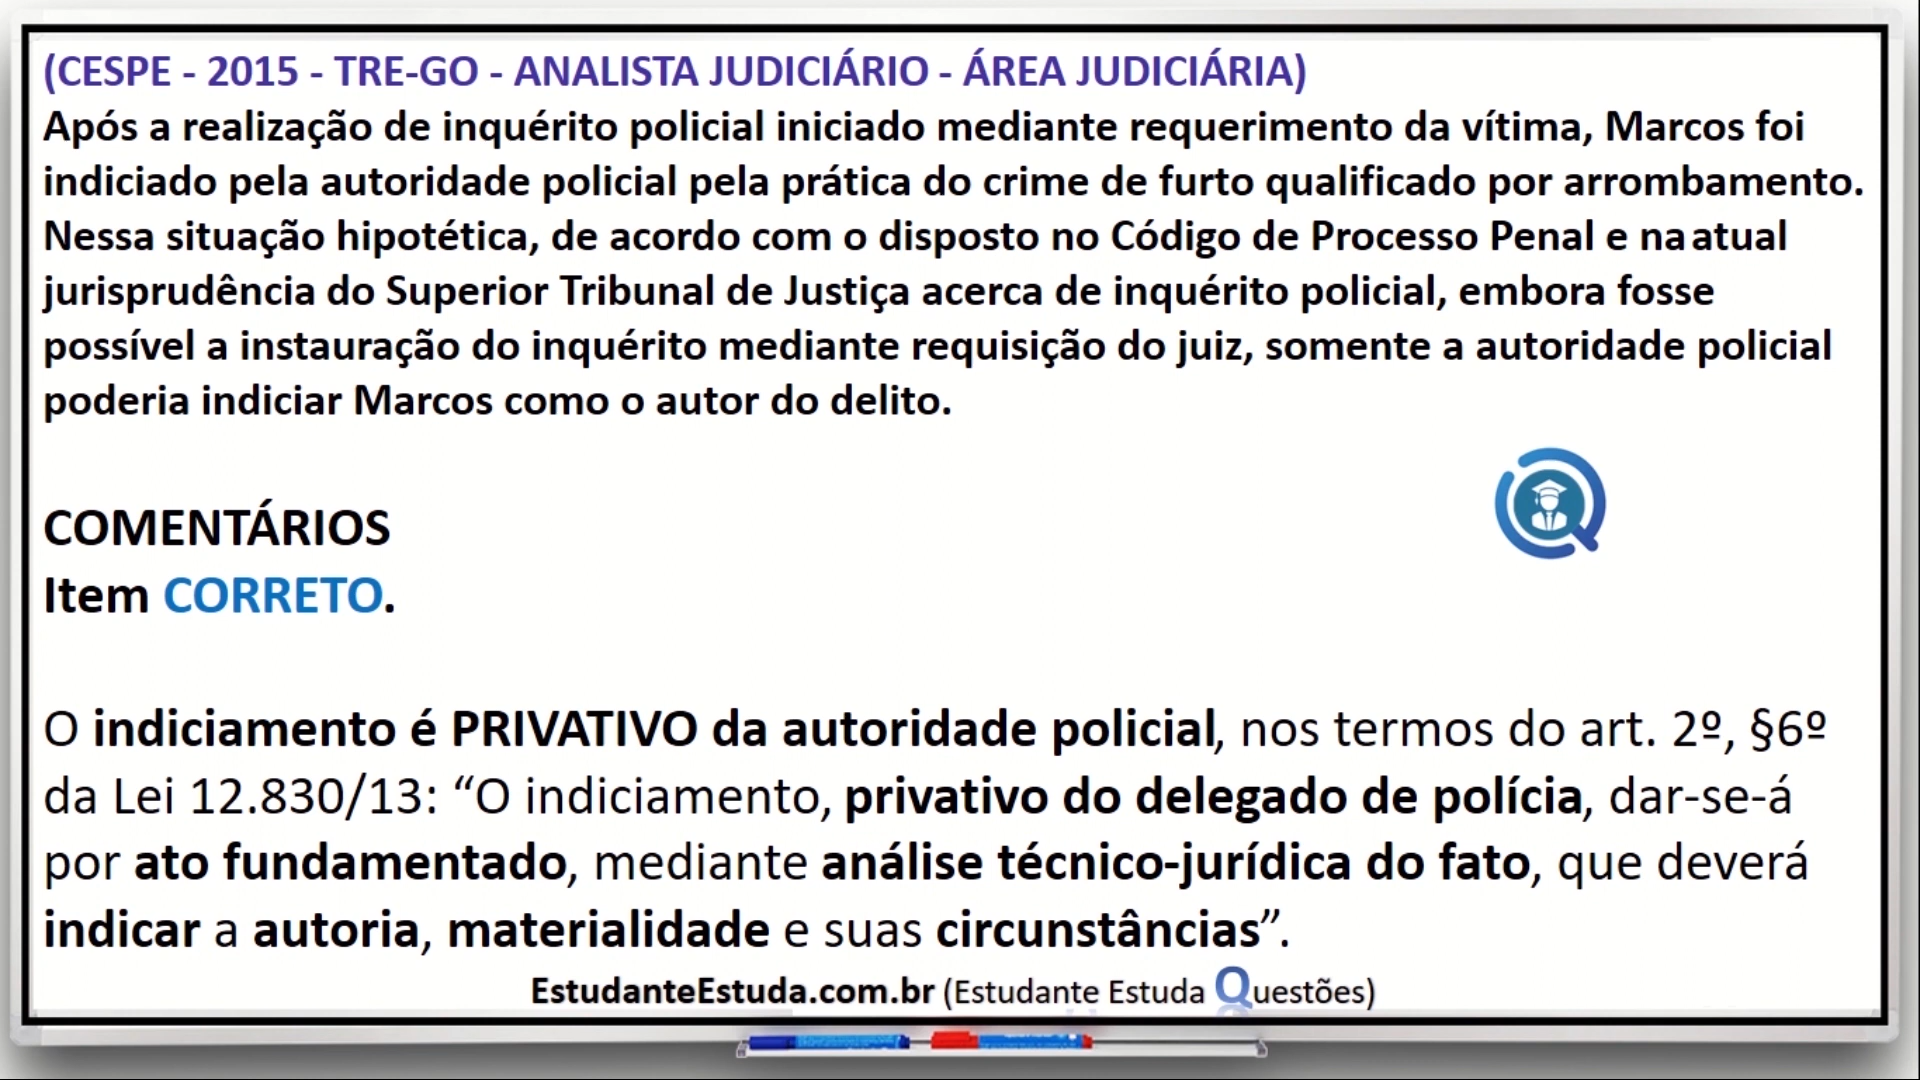 (CESPE - 2015 - TRE-GO - ANALISTA JUDICIÁRIO - ÁREA JUDICIÁRIA)
Após a realização de inquérito policial iniciado mediante requerimento da vítima, Marcos foi
indiciado pela autoridade policial pela prática do crime de furto qualificado por arrombamento.
Nessa situação hipotética, de acordo com o disposto no Código de Processo Penal e na atual
jurisprudência do Superior Tribunal de Justiça acerca de inquérito policial, embora fosse
possível a instauração do inquérito mediante requisição do juiz, somente a autoridade policial
poderia indiciar Marcos como o autor do delito.
COMENTÁRIOS
Item CORRETO.
O indiciamento é PRIVATIVO da autoridade policial, nos termos do art. 2º, §6º
da Lei 12.830/13: “O indiciamento, privativo do delegado de polícia, dar-se-á
por ato fundamentado, mediante análise técnico-jurídica do fato, que deverá
indicar a autoria, materialidade e suas circunstâncias”.
EstudanteEstuda.com.br (Estudante Estuda Questões)